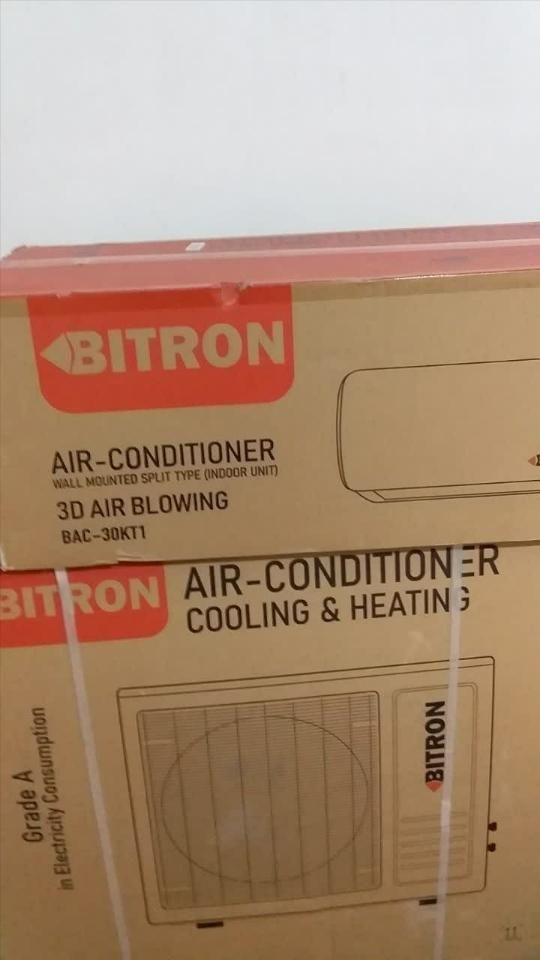 BITRON
AIR-CONDITIONER
WALL MOUNTED SPLIT TYPE (INDOOR UNIT)
3D AIR BLOWING
BAC-30KT1
BITRON
AIR-CONDITIONER
COOLING & HEATING
Grade A
in Electricity Consumption
BITRON